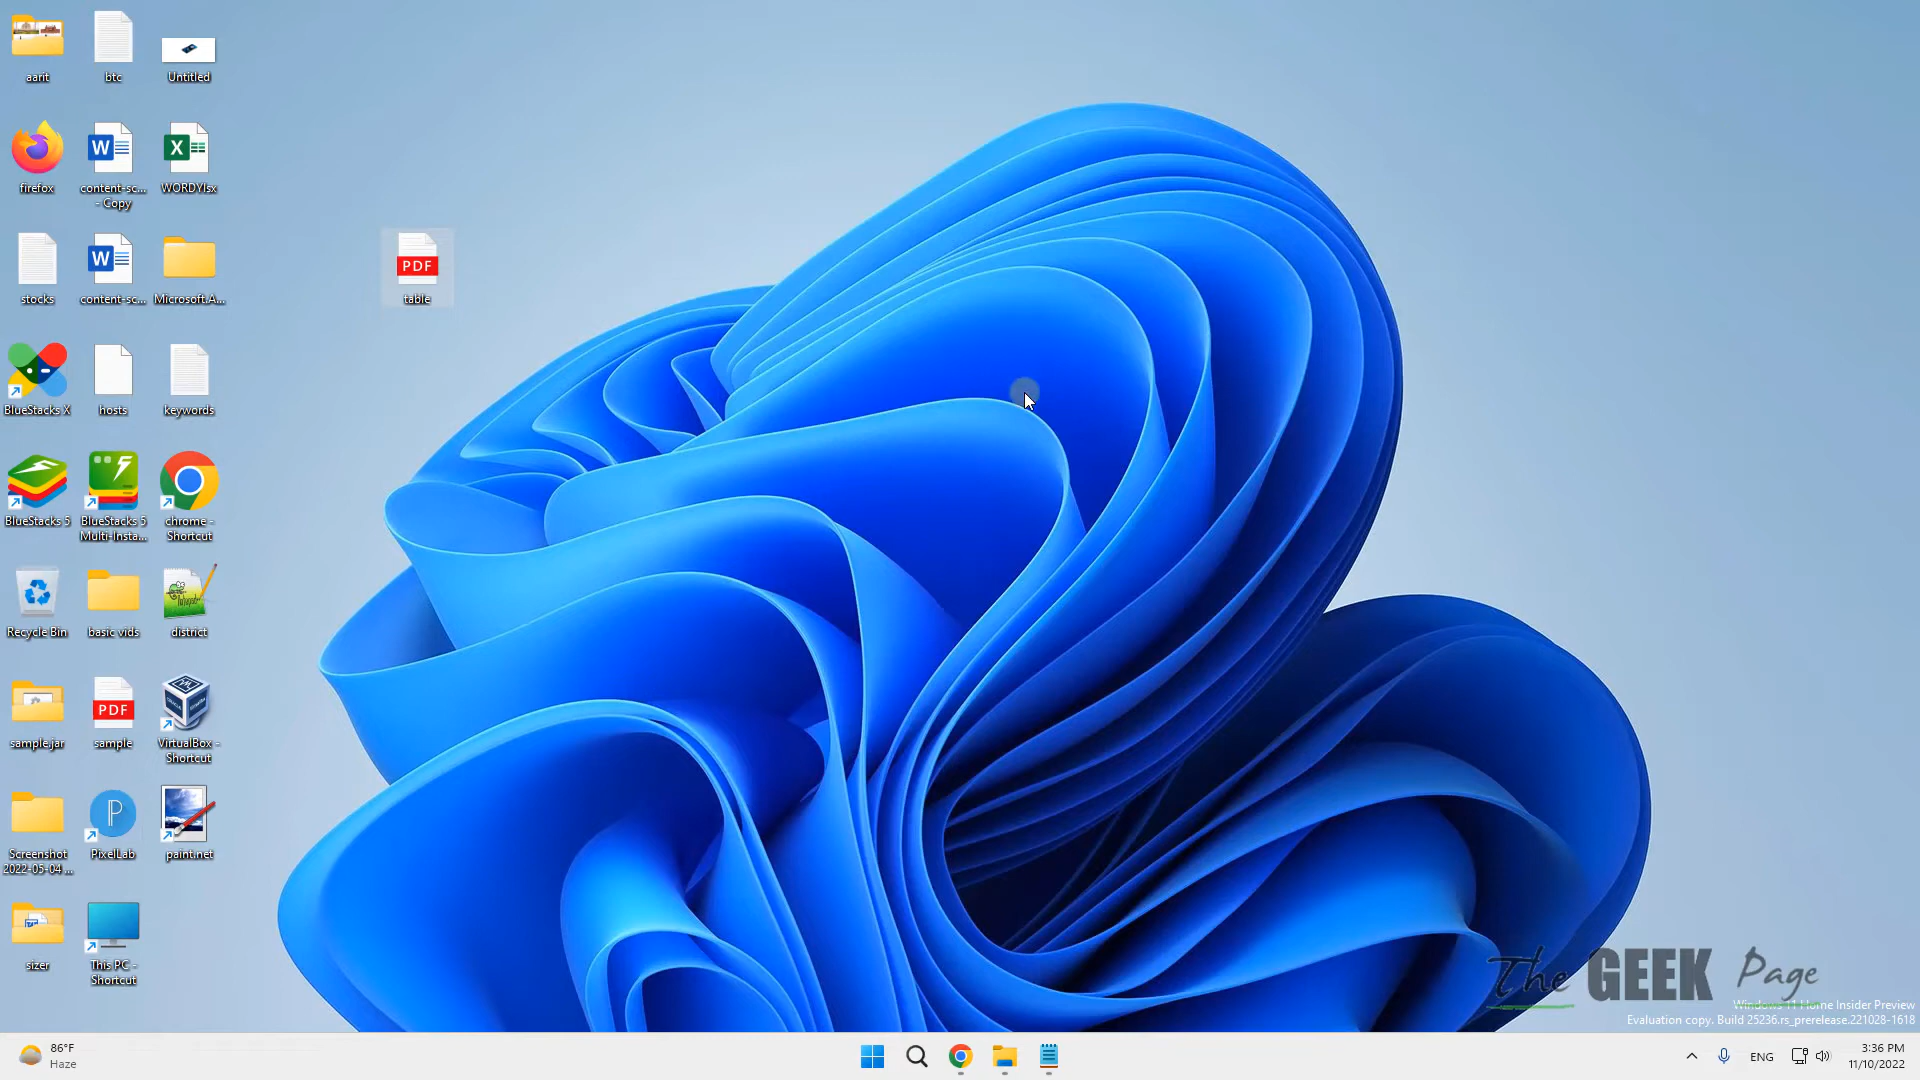 aarit
btc
Untitled
firefox
content-sc...
- Copy
WORDYlsx
stocks
content-sc...
Microsoft.A...
PDF
table
BlueStacks X
hosts
keywords
BlueStacks 5
BlueStacks 5
Multi-Insta...
chrome -
Shortcut
Recycle Bin
basic vids
district
sample.jar
PDF
sample
VirtualBox -
Shortcut
Screenshot
2022-05-04 ...
PixelLab
paint.net
sizer
This PC -
Shortcut
The GEEK Page
Windows 11 Home Insider Preview
Evaluation copy. Build 25236.rs_prerelease.221028-1618
86°F
Haze
ENG
3:36 PM
11/10/2022